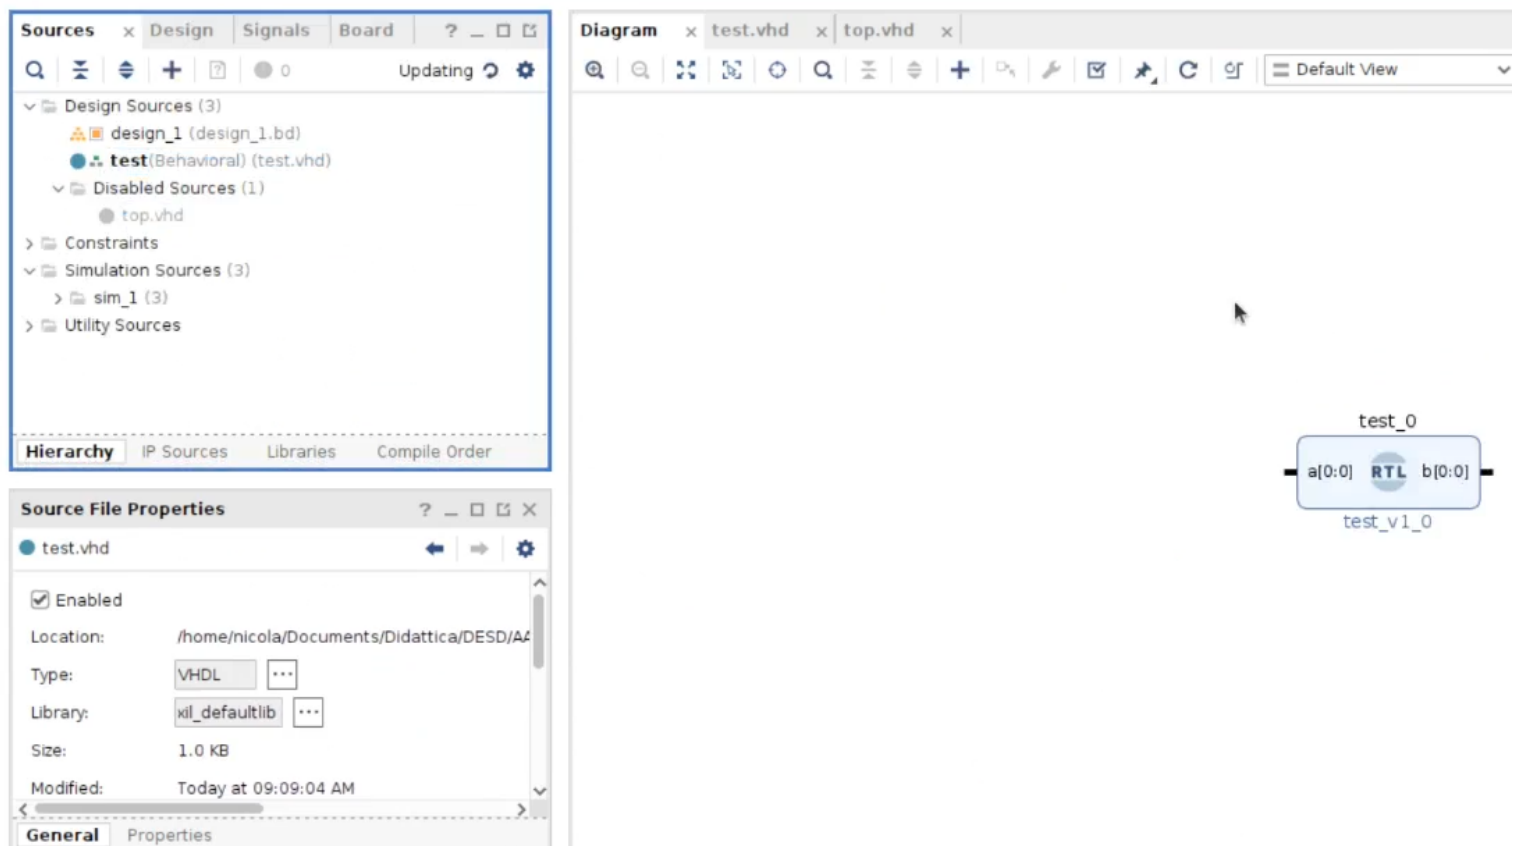 Sources Design Signals Board
0 Updating
Design Sources (3)
design_1 (design_1.bd)
test(Behavioral) (test.vhd)
Disabled Sources (1)
top.vhd
Constraints
Simulation Sources (3)
sim_1 (3)
Utility Sources
Hierarchy IP Sources Libraries Compile Order
Source File Properties
test.vhd
Enabled
Location: /home/nicola/Documents/Didattica/DESD/AA
Type: VHDL
Library: xil_defaultlib
Size: 1.0 KB
Modified: Today at 09:09:04 AM
General Properties
Diagram test.vhd top.vhd
Default View
test_0
a[0:0] RTL b[0:0]
test_v1_0